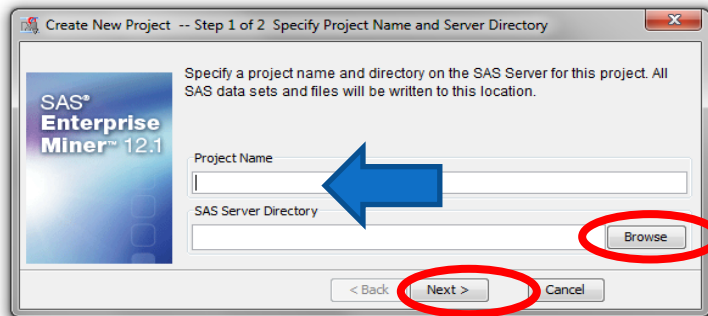 Create New Project -- Step 1 of 2 Specify Project Name and Server Directory
Specify a project name and directory on the SAS Server for this project. All
SAS data sets and files will be written to this location.
SAS®
Enterprise
Miner™ 12.1
Project Name
SAS Server Directory
Browse
< Back
Next >
Cancel